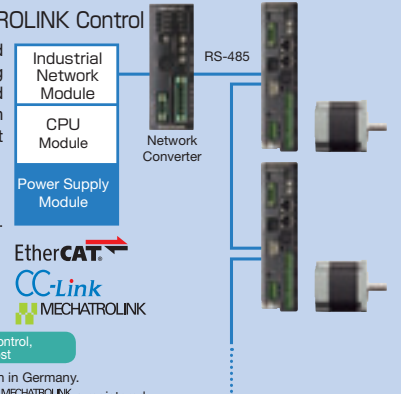 ROLINK Control
Industrial
Network
Module
CPU
Module
Power Supply
Module
RS-485
Network
Converter
EtherCAT®
CC-Link
MECHATROLINK
ontrol,
n in Germany.
MECHATROLINK